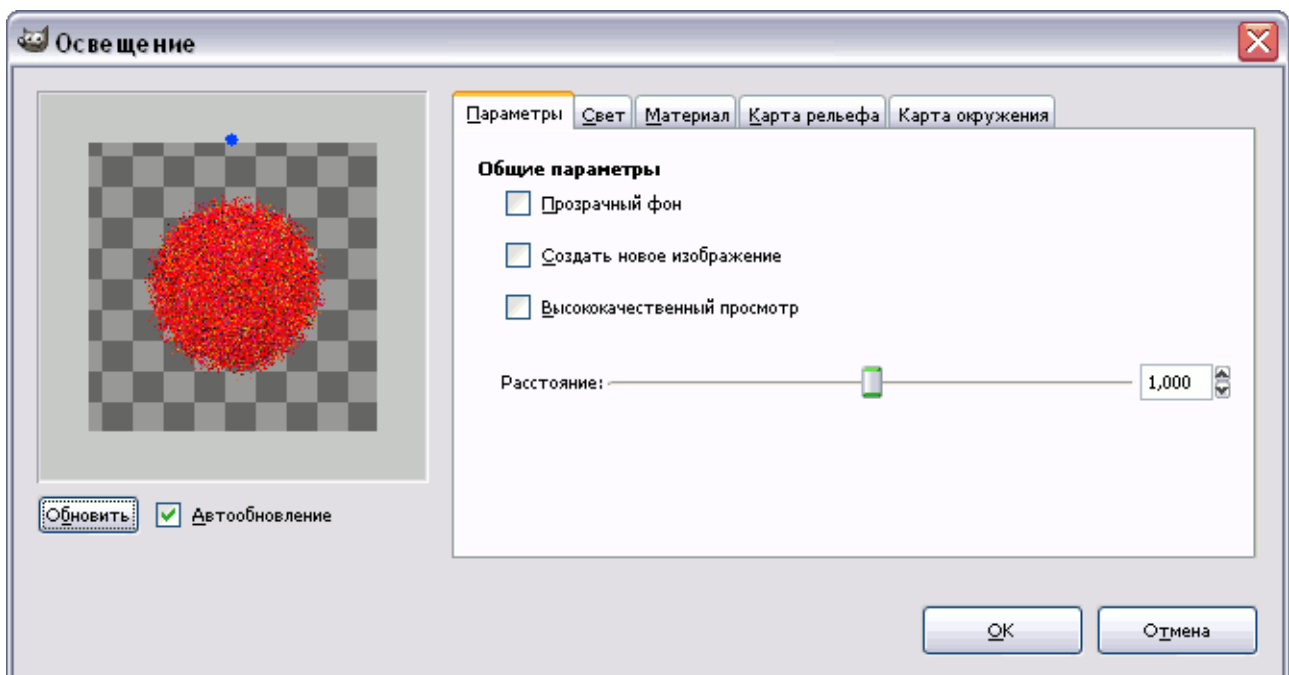 Освещение
Параметры Свет Материал Карта рельефа Карта окружения
Общие параметры
Прозрачный фон
Создать новое изображение
Высококачественный просмотр
Расстояние: 1,000
Обновить Автообновление
OK Отмена